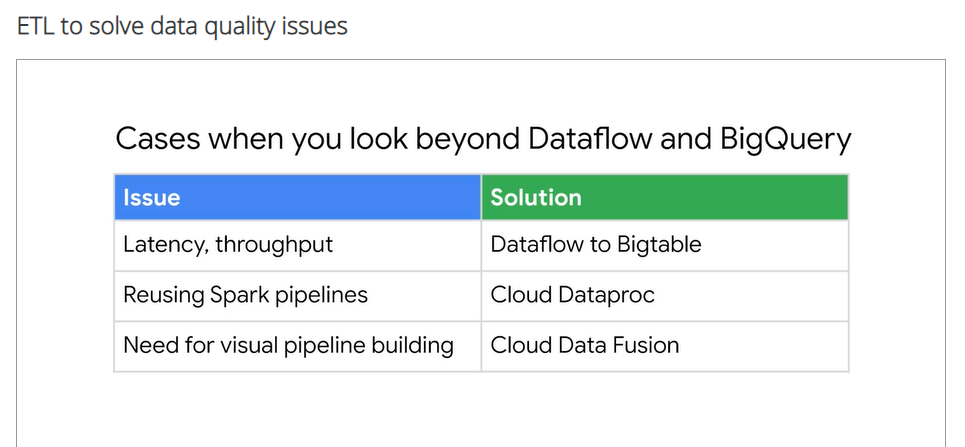 ETL to solve data quality issues
Cases when you look beyond Dataflow and BigQuery
Issue Solution
Latency, throughput Dataflow to Bigtable
Reusing Spark pipelines Cloud Dataproc
Need for visual pipeline building Cloud Data Fusion